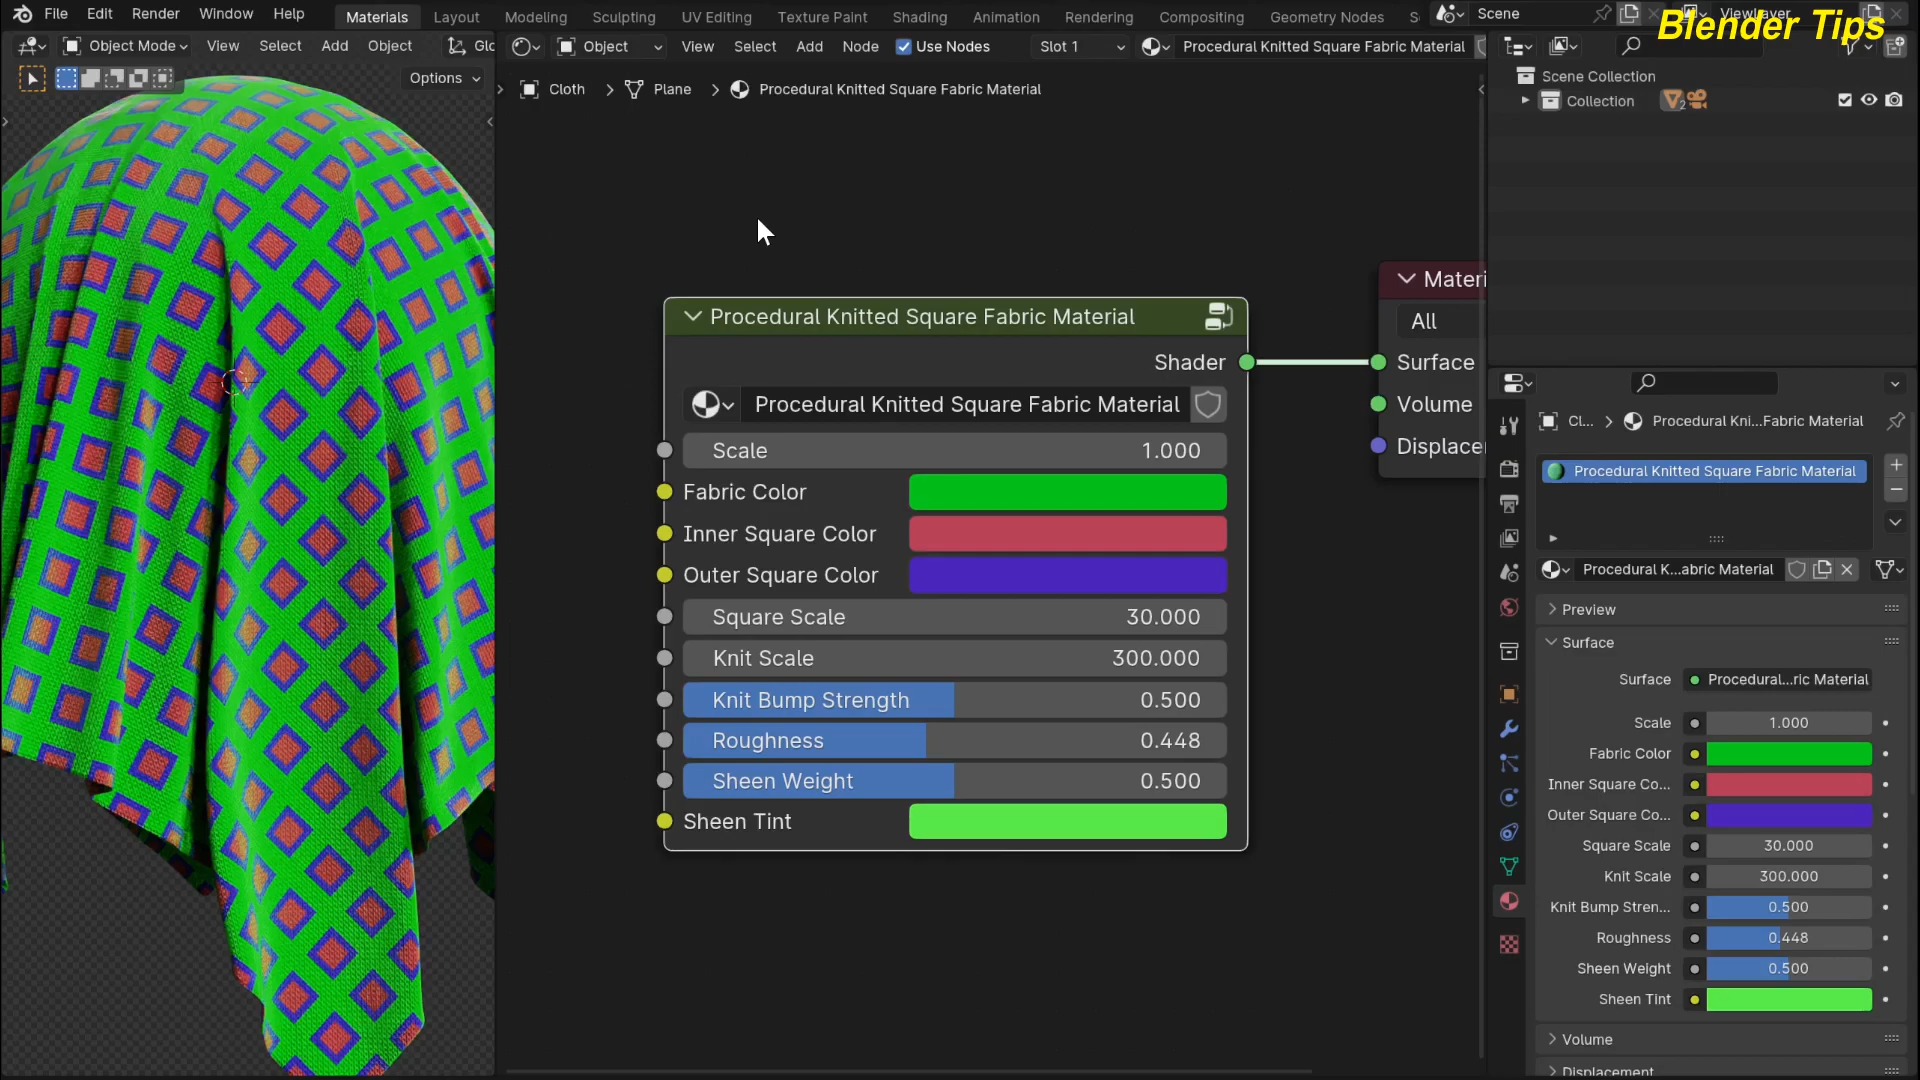 File Edit Render Window Help Materials Layout Modeling Sculpting UV Editing Texture Paint Shading Animation Rendering Compositing Geometry Nodes S Scene ViewLayer
Blender Tips
Object Mode View Select Add Object Glo
Object View Select Add Node Use Nodes Slot 1 Procedural Knitted Square Fabric Material
Options
Cloth Plane Procedural Knitted Square Fabric Material
Scene Collection
Collection 2
Procedural Knitted Square Fabric Material
Shader
Procedural Knitted Square Fabric Material
Scale 1.000
Fabric Color
Inner Square Color
Outer Square Color
Square Scale 30.000
Knit Scale 300.000
Knit Bump Strength 0.500
Roughness 0.448
Sheen Weight 0.500
Sheen Tint
Materi
All
Surface
Volume
Displacer
Cl... Procedural Kni...Fabric Material
Procedural Knitted Square Fabric Material
Procedural K...abric Material
Preview
Surface
Surface Procedural...ric Material
Scale 1.000
Fabric Color
Inner Square Co...
Outer Square Co...
Square Scale 30.000
Knit Scale 300.000
Knit Bump Stren... 0.500
Roughness 0.448
Sheen Weight 0.500
Sheen Tint
Volume
Displacement